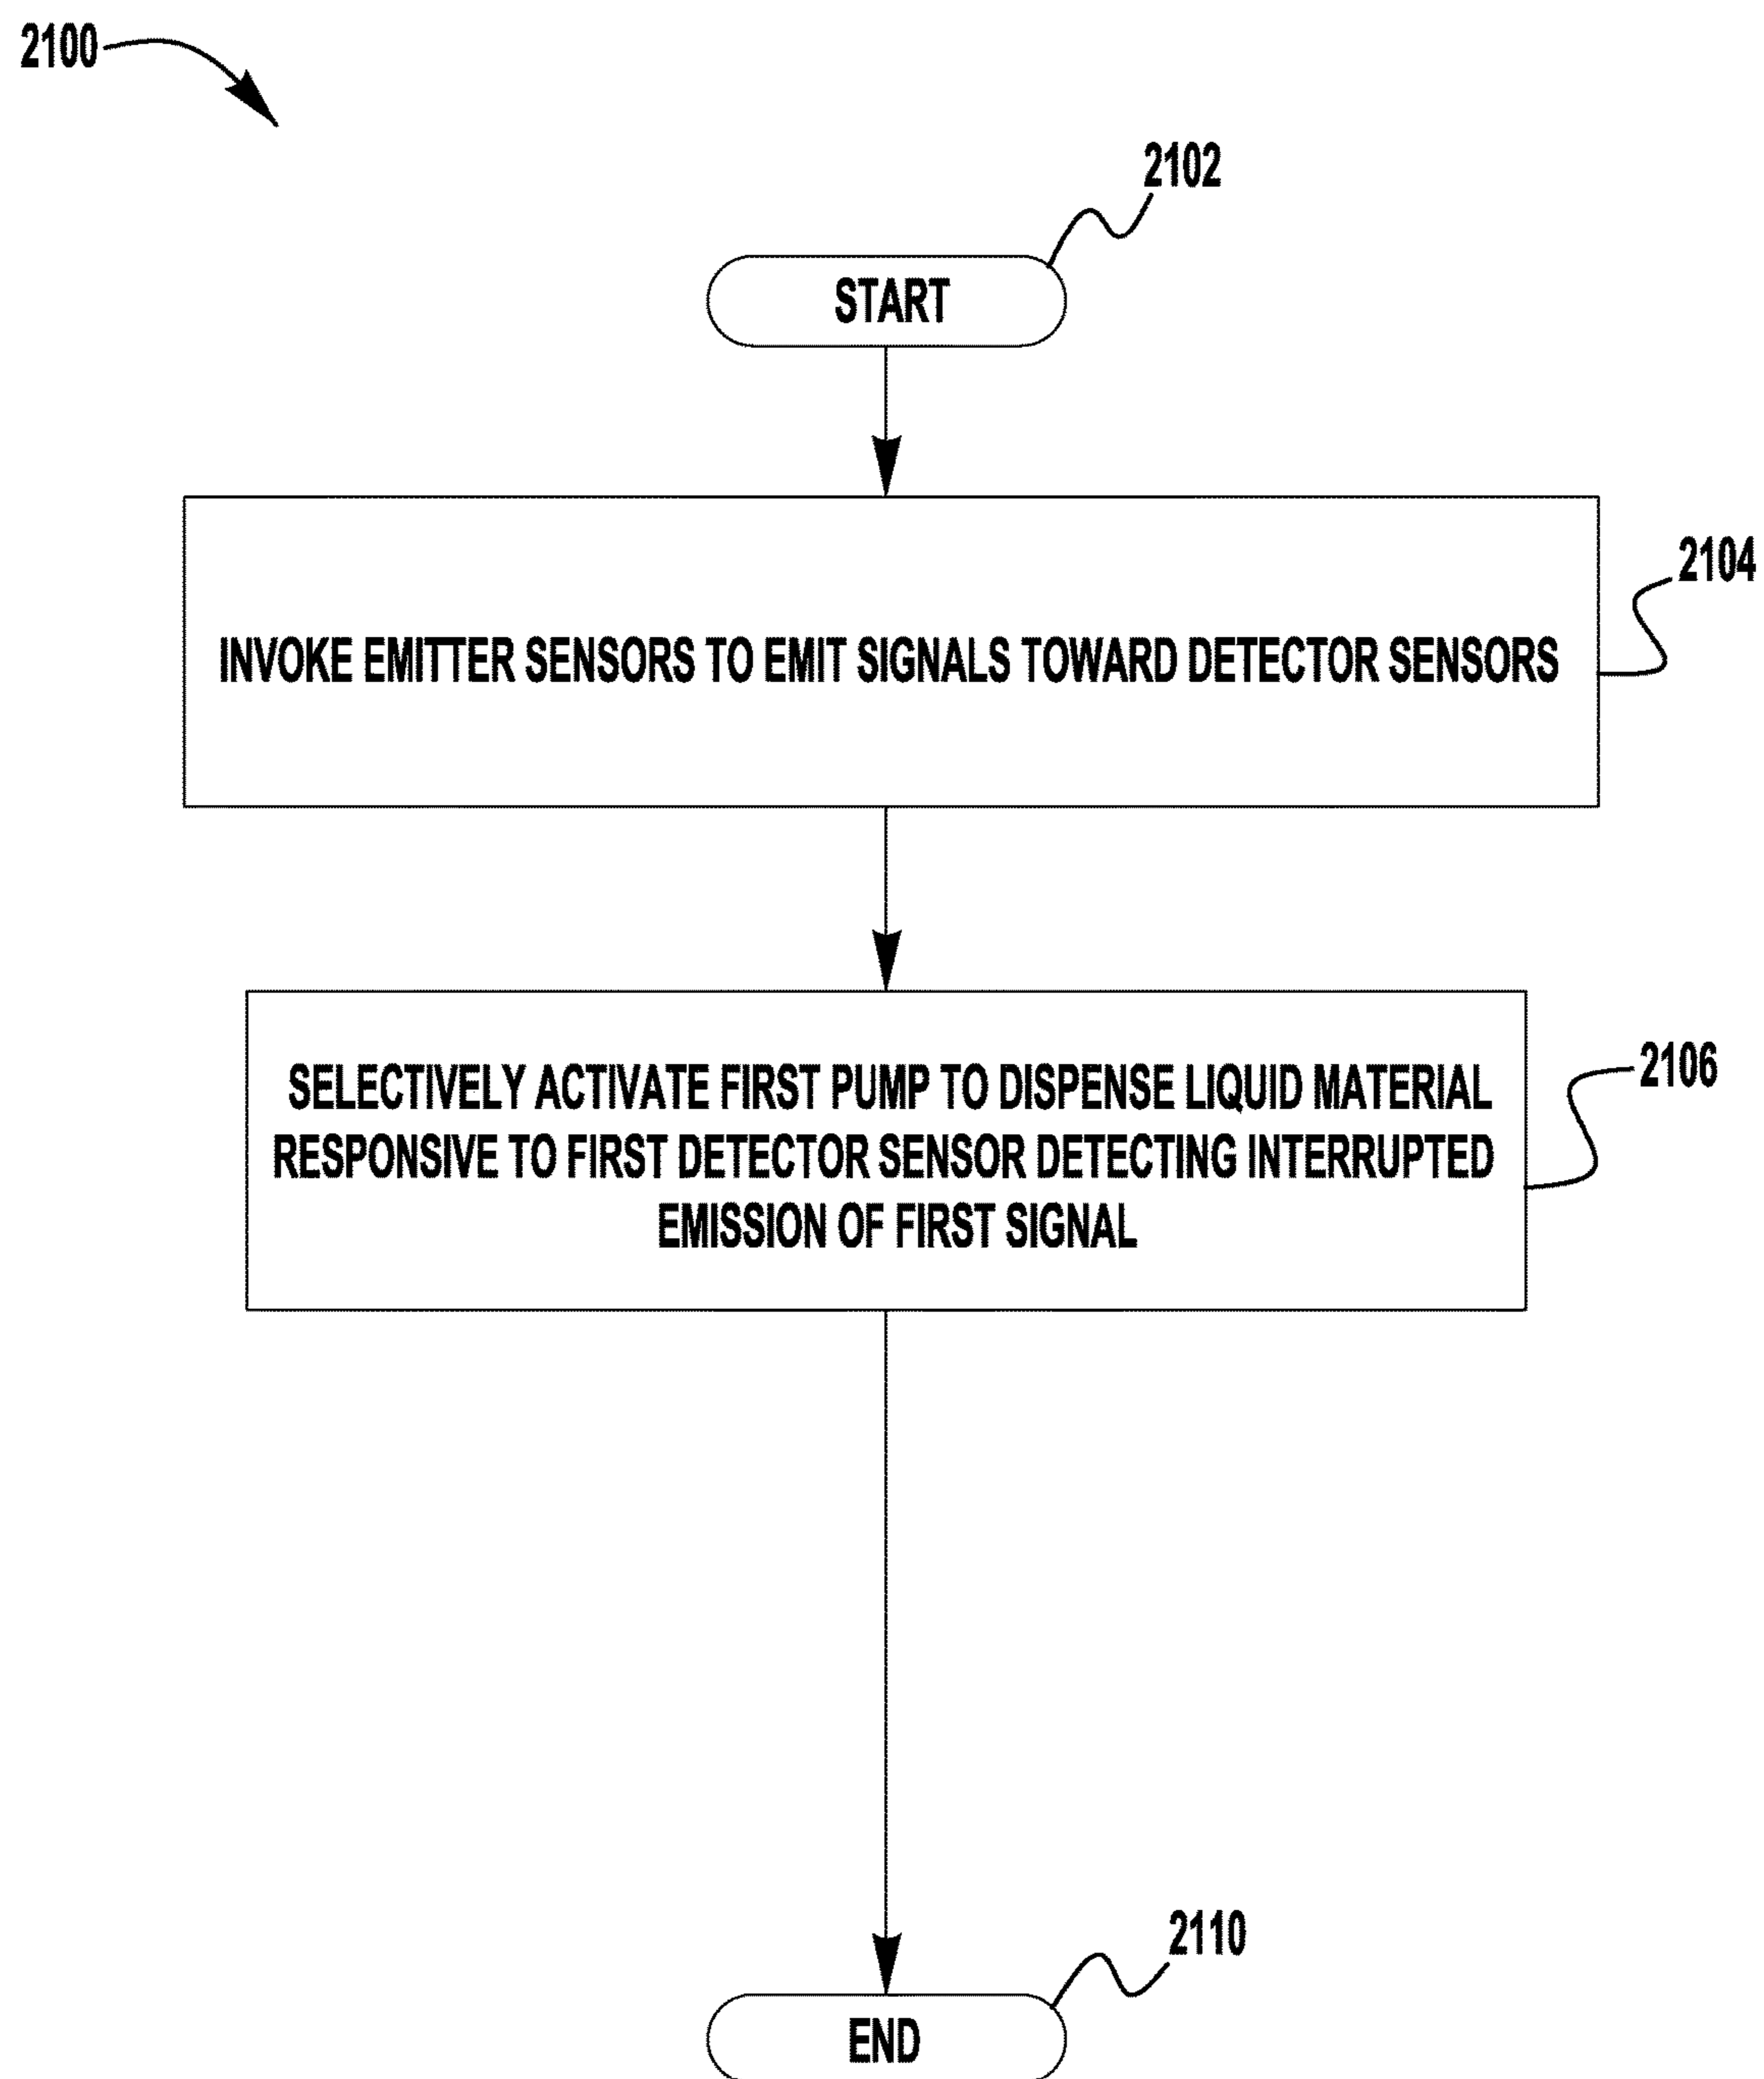 2100
2102
START
2104
INVOKE EMITTER SENSORS TO EMIT SIGNALS TOWARD DETECTOR SENSORS
2106
SELECTIVELY ACTIVATE FIRST PUMP TO DISPENSE LIQUID MATERIAL
RESPONSIVE TO FIRST DETECTOR SENSOR DETECTING INTERRUPTED
EMISSION OF FIRST SIGNAL
2110
END